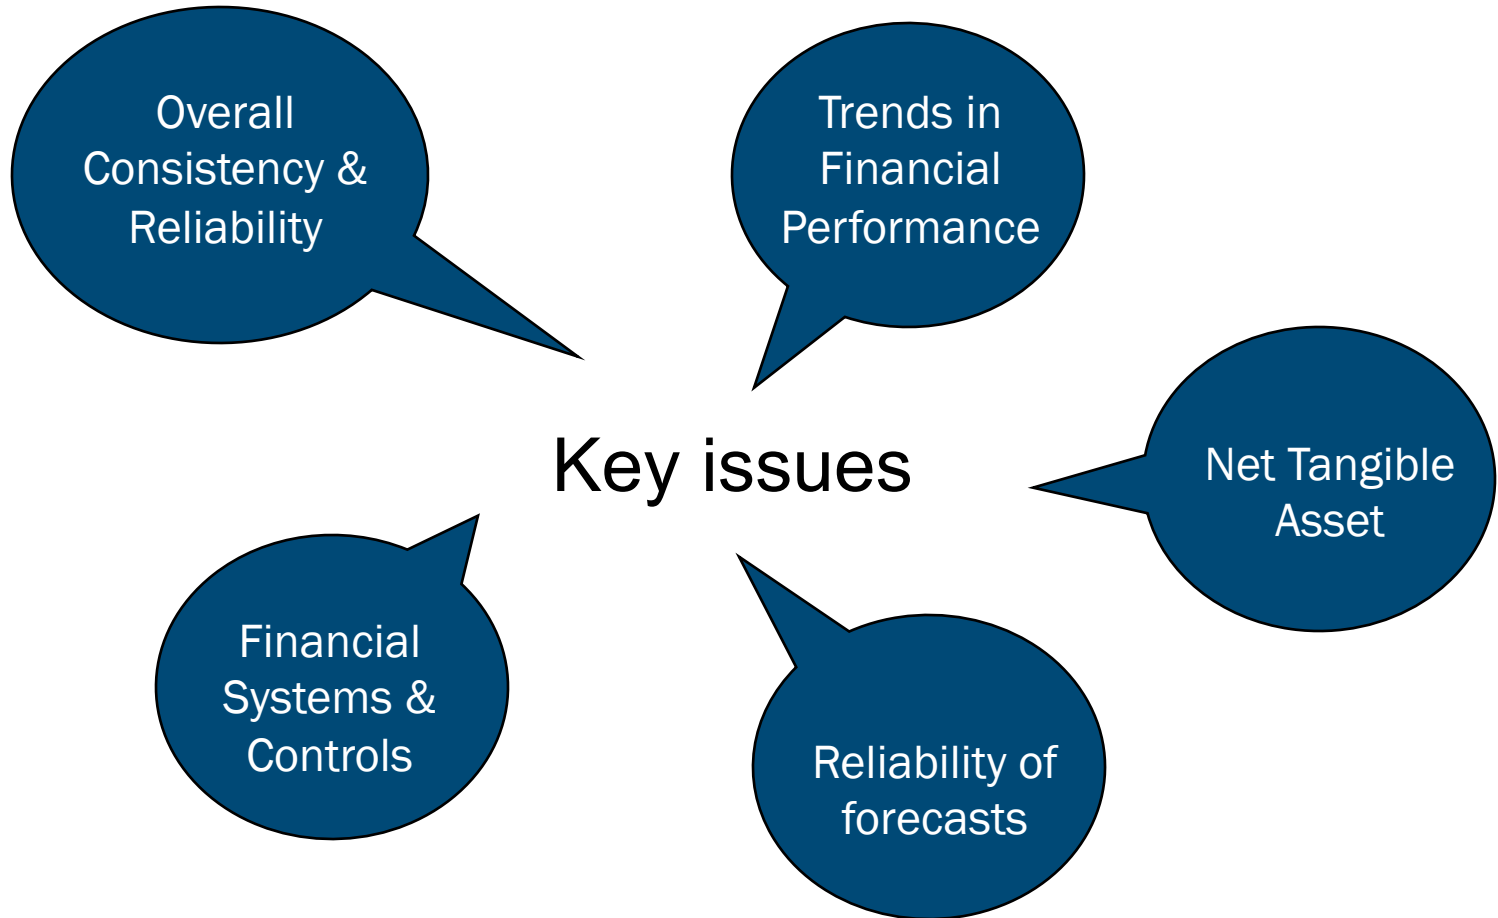 Overall
Consistency &
Reliability
Trends in
Financial
Performance
Key issues
Net Tangible
Asset
Financial
Systems &
Controls
Reliability of
forecasts